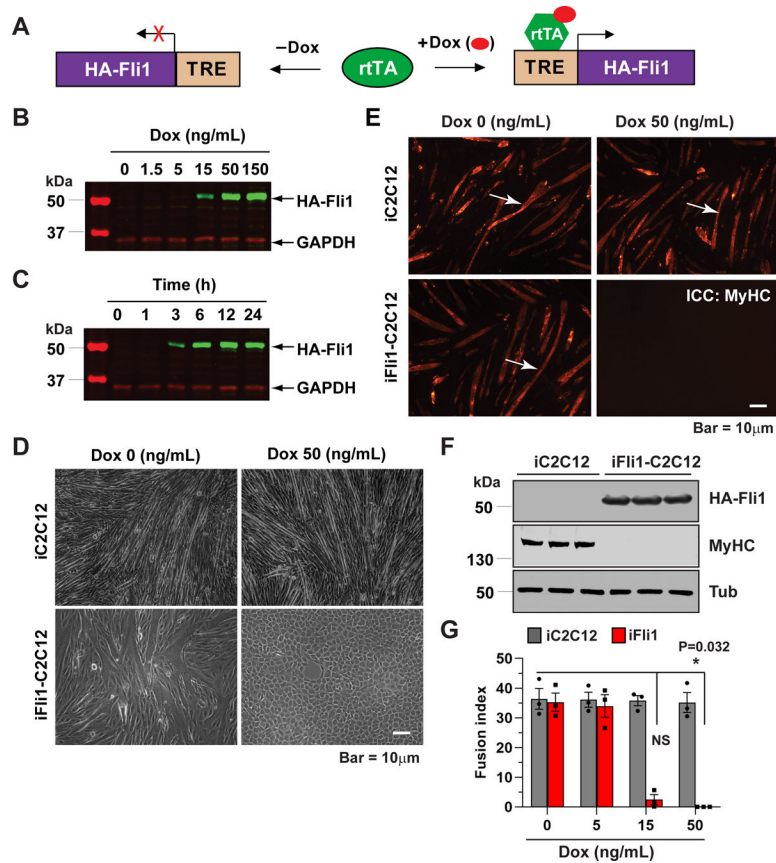 A
HA-Fli1
TRE
X
−Dox
rtTA
+Dox ( )
rtTA
TRE
HA-Fli1
B
Dox (ng/mL)
0 1.5 5 15 50 150
kDa
50
37
HA-Fli1
GAPDH
C
Time (h)
0 1 3 6 12 24
kDa
50
37
HA-Fli1
GAPDH
D
Dox 0 (ng/mL) Dox 50 (ng/mL)
iC2C12
iFli1-C2C12
Bar = 10µm
E
Dox 0 (ng/mL) Dox 50 (ng/mL)
iC2C12
iFli1-C2C12
ICC: MyHC
Bar = 10µm
F
iC2C12 iFli1-C2C12
kDa
50
HA-Fli1
130
MyHC
50
Tub
G
iC2C12 iFli1
P=0.032
*
NS
Fusion index
50
40
30
20
10
0
0 5 15 50
Dox (ng/mL)